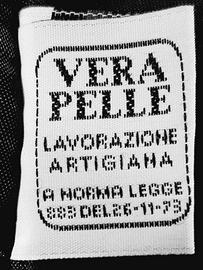 VERA
PELLE
LAVORAZIONE
ARTIGIANA
A NORMA LEGGE
883 DEL 26-11-73